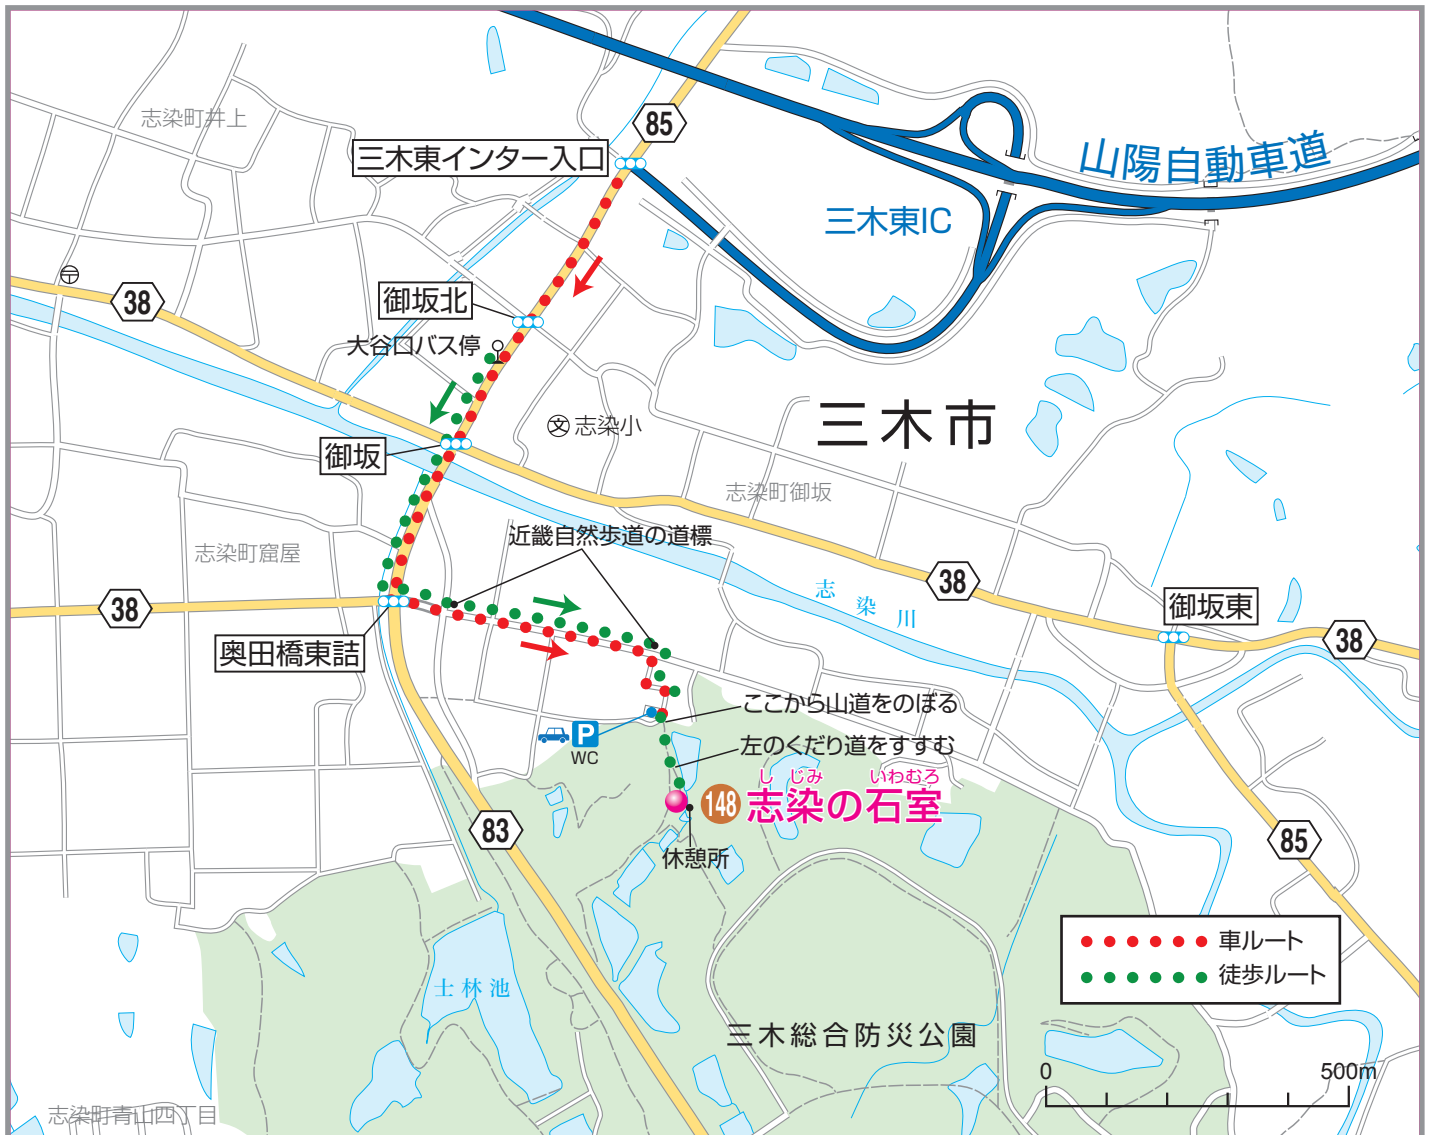 志染町井上
85
三木東インター入口
山陽自動車道
三木東IC
38
御坂北
大谷口バス停
文
志染小
三木市
御坂
志染町御坂
近畿自然歩道の道標
志染町窟屋
38
志染川
38
御坂東
38
奥田橋東詰
ここから山道をのぼる
P
WC
左のくだり道をすすむ
し じみ いわむろ
148 志染の石室
83
85
休憩所
車ルート
徒歩ルート
士林池
三木総合防災公園
0 500m
志染町青山四丁目